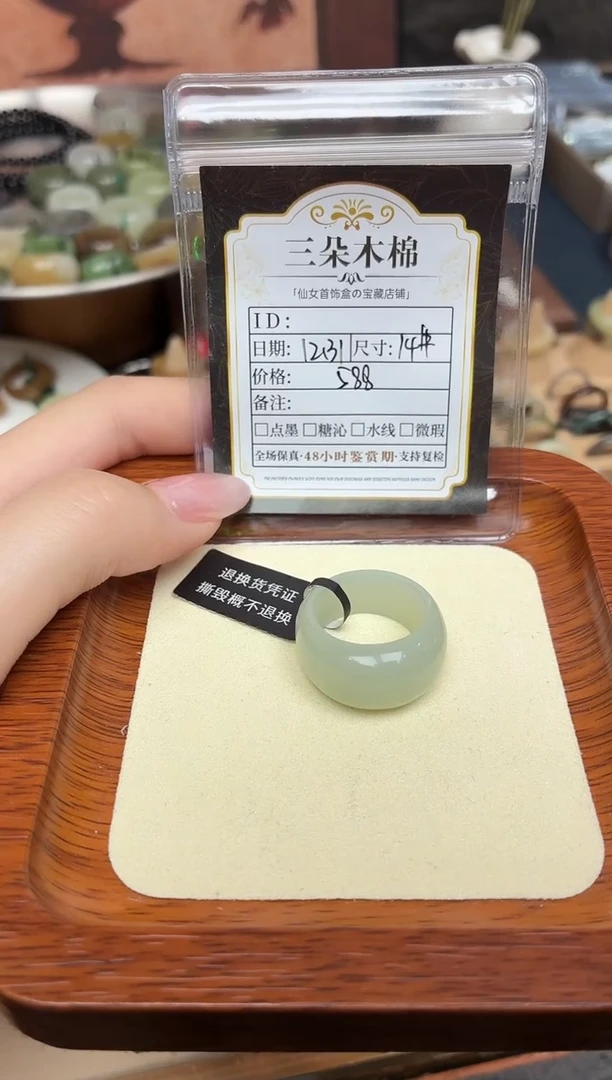 三朵木棉
「仙女首饰盒の宝藏店铺」
ID:
日期: 1231 尺寸: 14#
价格: 588
备注:
□点墨 □糖沁 □水线 □微瑕
全场保真·48小时鉴赏期·支持复检
退换货凭证
撕毁概不退换